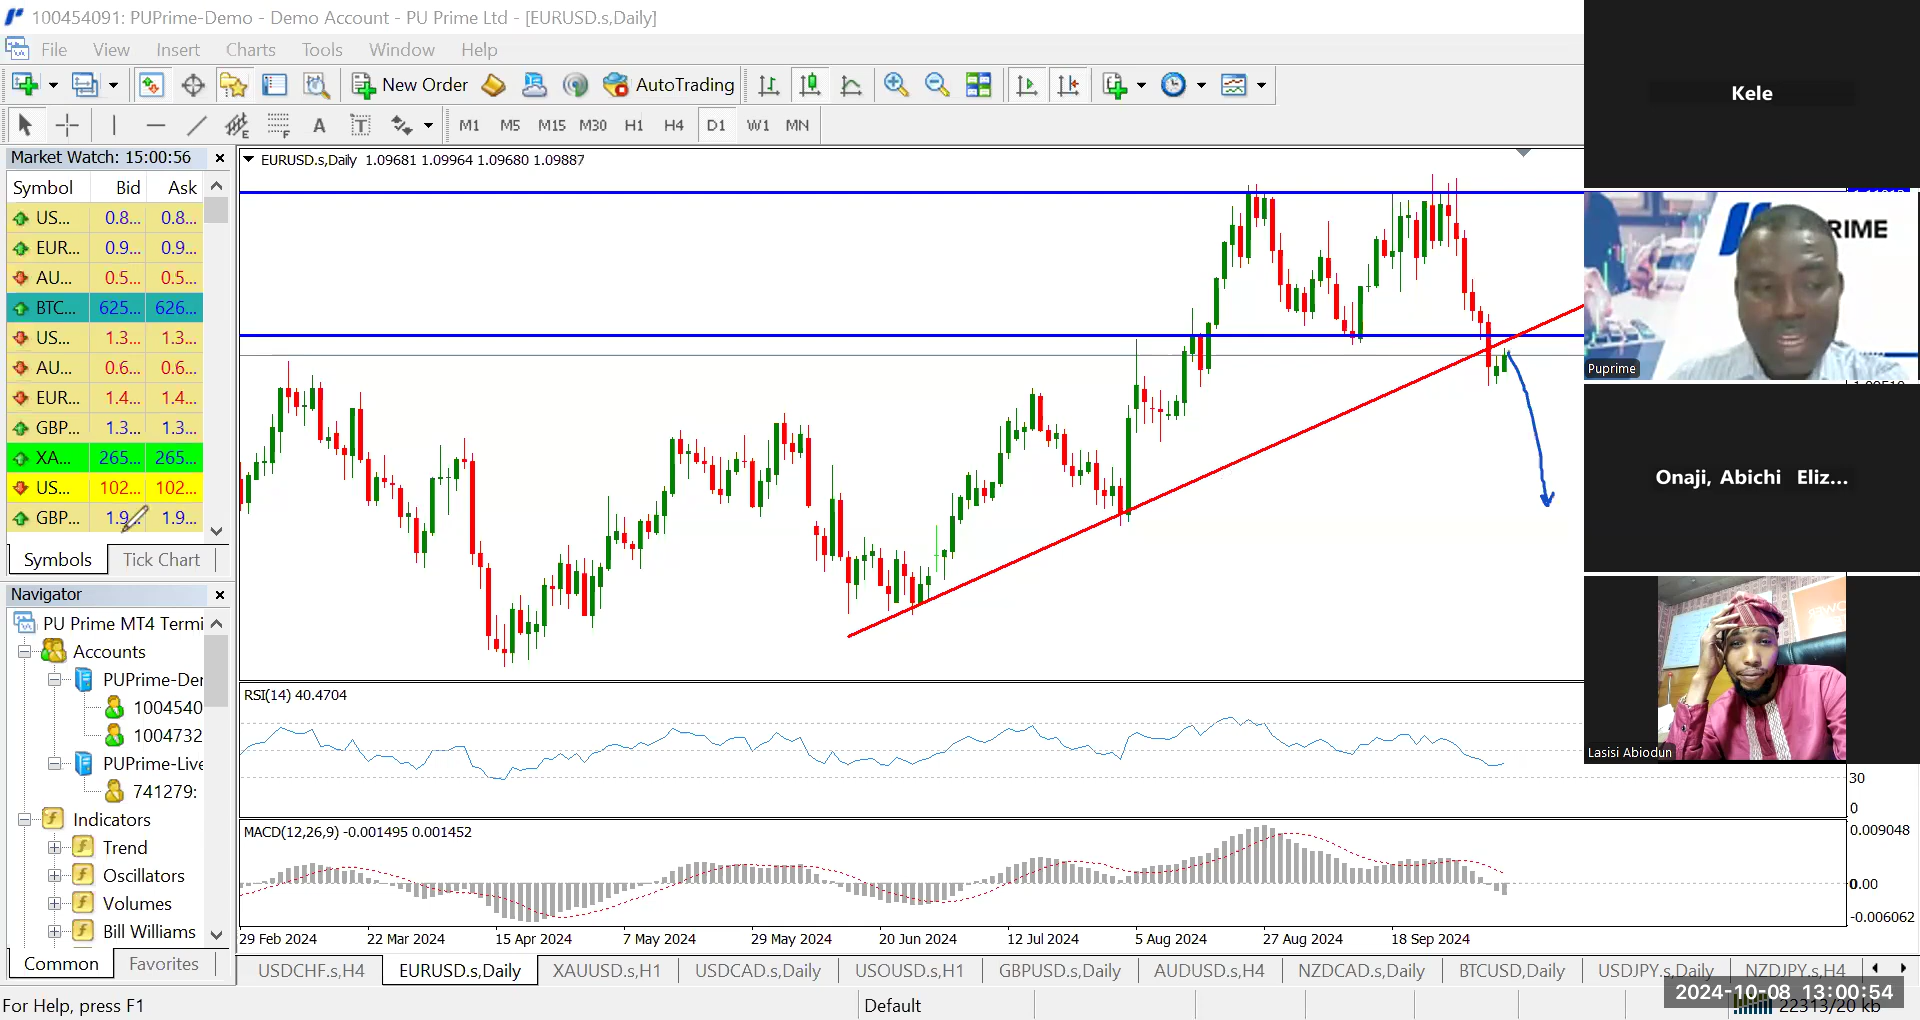 100454091: PUPrime-Demo - Demo Account - PU Prime Ltd - [EURUSD.s,Daily]
File View Insert Charts Tools Window Help
New Order AutoTrading
A T M1 M5 M15 M30 H1 H4 D1 W1 MN
Market Watch: 15:00:56
Symbol Bid Ask
US... 0.8... 0.8...
EUR... 0.9... 0.9...
AU... 0.5... 0.5...
BTC... 625... 626...
US... 1.3... 1.3...
AU... 0.6... 0.6...
EUR... 1.4... 1.4...
GBP... 1.3... 1.3...
XA... 265... 265...
US... 102... 102...
GBP... 1.9... 1.9...
Symbols Tick Chart
Navigator
PU Prime MT4 Termi
Accounts
PUPrime-Der
1004540
1004732
PUPrime-Live
741279:
Indicators
Trend
Oscillators
Volumes
Bill Williams
Common Favorites
EURUSD.s,Daily 1.09681 1.09964 1.09680 1.09887
RSI(14) 40.4704
30
0
MACD(12,26,9) -0.001495 0.001452
0.009048
0.00
-0.006062
29 Feb 2024 22 Mar 2024 15 Apr 2024 7 May 2024 29 May 2024 20 Jun 2024 12 Jul 2024 5 Aug 2024 27 Aug 2024 18 Sep 2024
USDCHF.s,H4 EURUSD.s,Daily XAUUSD.s,H1 USDCAD.s,Daily USOUSD.s,H1 GBPUSD.s,Daily AUDUSD.s,H4 NZDCAD.s,Daily BTCUSD,Daily USDJPY.s,Daily NZDJPY.s,H4
For Help, press F1 Default 22313/20 kb
2024-10-08 13:00:54
Kele
RIME
Puprime
Onaji, Abichi Eliz...
Lasisi Abiodun